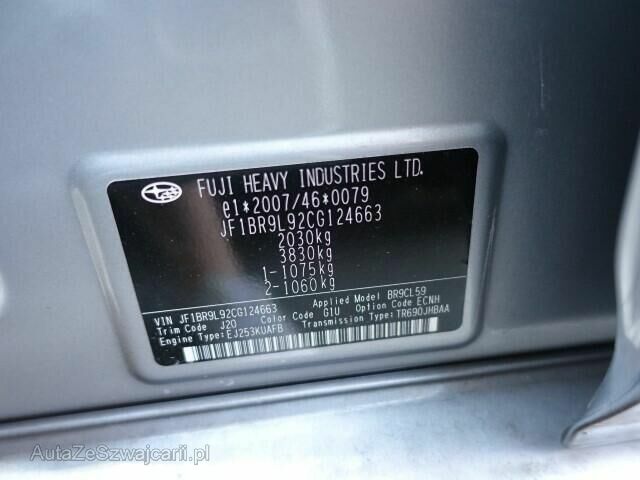 FUJI HEAVY INDUSTRIES LTD.
e1*2007/46*0079
JF1BR9L92CG124663
2030kg
3830kg
1-1075kg
2-1060kg
VIN JF1BR9L92CG124663 Applied Model BR9CL59
Trim Code J20 Color Code G1U Option Code ECNH
Engine Type:EJ253KUAFB Transmission Type:TR690JHBAA
AutaZeSzwajcarii.pl